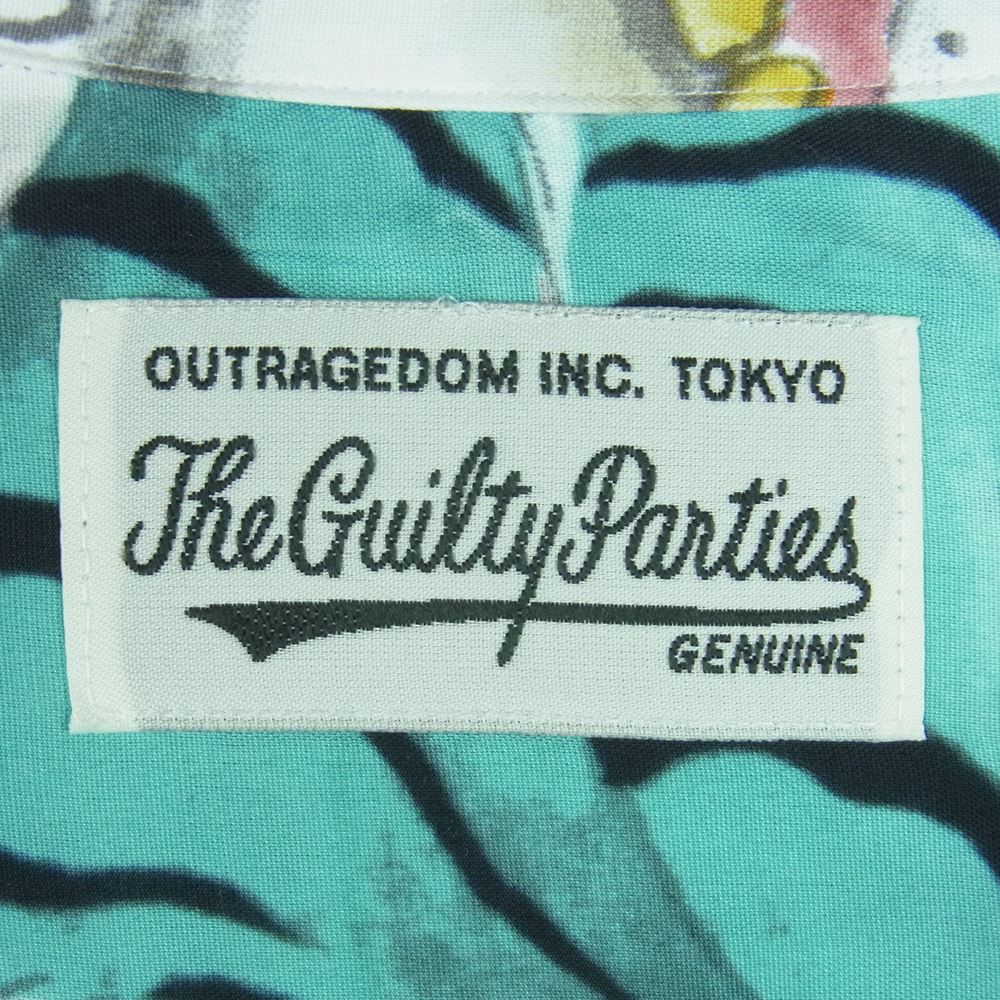 OUTRAGEDOM INC. TOKYO
The Guilty Parties
GENUINE